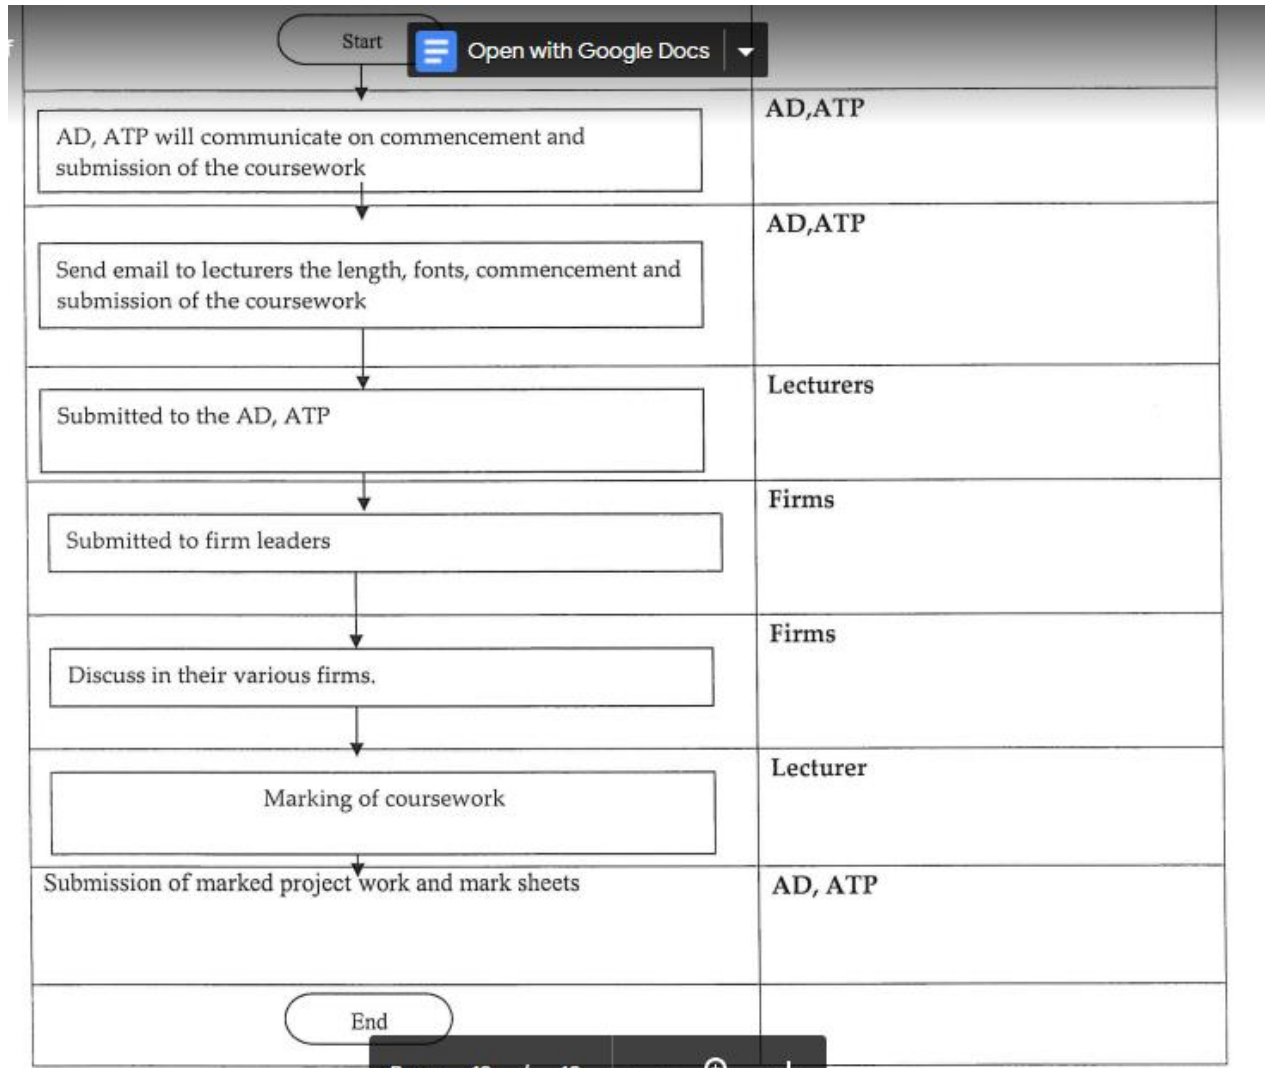 Start
Open with Google Docs
AD,ATP
AD, ATP will communicate on commencement and
submission of the coursework
AD,ATP
Send email to lecturers the length, fonts, commencement and
submission of the coursework
Lecturers
Submitted to the AD, ATP
Firms
Submitted to firm leaders
Firms
Discuss in their various firms.
Lecturer
Marking of coursework
Submission of marked project work and mark sheets
AD, ATP
End